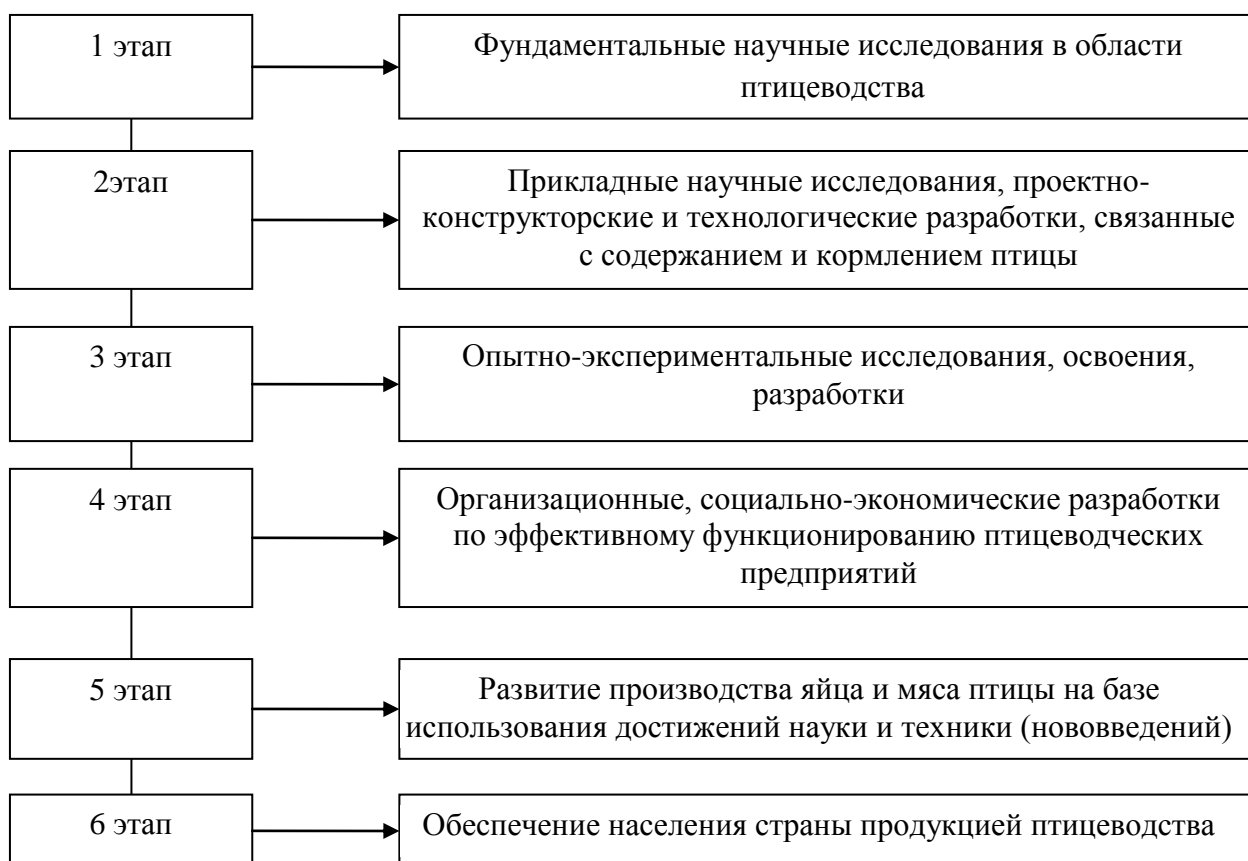 1 этап
Фундаментальные научные исследования в области
птицеводства
2этап
Прикладные научные исследования, проектно-
конструкторские и технологические разработки, связанные
с содержанием и кормлением птицы
3 этап
Опытно-экспериментальные исследования, освоения,
разработки
4 этап
Организационные, социально-экономические разработки
по эффективному функционированию птицеводческих
предприятий
5 этап
Развитие производства яйца и мяса птицы на базе
использования достижений науки и техники (нововведений)
6 этап
Обеспечение населения страны продукцией птицеводства